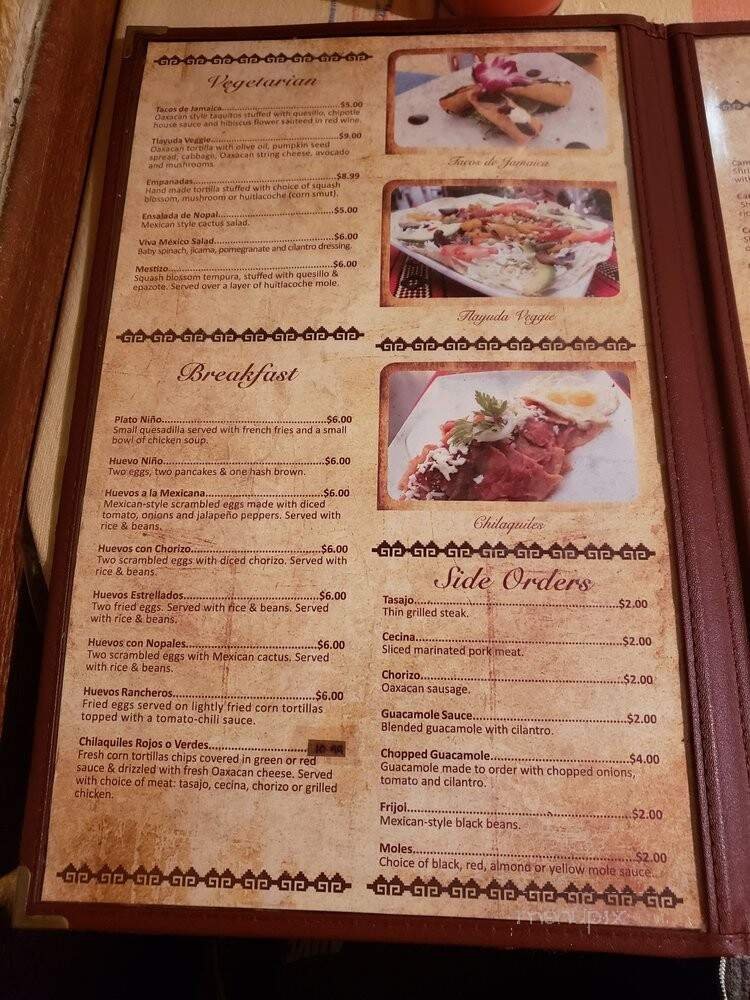 Vegetarian
Tacos de Jamaica..............................$5.00
Oaxacan style taquitos stuffed with quesillo, chipotle
house sauce and hibiscus flower sauteed in red wine.
Tlayuda Veggie..............................$9.00
Oaxacan tortilla with olive oil, pumpkin seed
spread, cabbage, Oaxacan string cheese, avocado
and mushrooms.
Empanadas..............................$8.99
Hand made tortilla stuffed with choice of squash
blossom, mushroom or huitlacoche (corn smut).
Ensalada de Nopal..............................$5.00
Mexican style cactus salad.
Viva México Salad..............................$6.00
Baby spinach, jicama, pomegranate and cilantro dressing.
Mestizo..............................$6.00
Squash blossom tempura, stuffed with quesillo &
epazote. Served over a layer of huitlacoche mole.
Tacos de Jamaica
Tlayuda Veggie
Breakfast
Plato Niño..............................$6.00
Small quesadilla served with french fries and a small
bowl of chicken soup.
Huevo Niño..............................$6.00
Two eggs, two pancakes & one hash brown.
Huevos a la Mexicana..............................$6.00
Mexican-style scrambled eggs made with diced
tomato, onions and jalapeño peppers. Served with
rice & beans.
Huevos con Chorizo..............................$6.00
Two scrambled eggs with diced chorizo. Served with
rice & beans.
Huevos Estrellados..............................$6.00
Two fried eggs. Served with rice & beans. Served
with rice & beans.
Huevos con Nopales..............................$6.00
Two scrambled eggs with Mexican cactus. Served
with rice & beans.
Huevos Rancheros..............................$6.00
Fried eggs served on lightly fried corn tortillas
topped with a tomato-chili sauce.
Chilaquiles Rojos o Verdes..............................10.99
Fresh corn tortillas chips covered in green or red
sauce & drizzled with fresh Oaxacan cheese. Served
with choice of meat: tasajo, cecina, chorizo or grilled
chicken.
Chilaquiles
Side Orders
Tasajo..............................$2.00
Thin grilled steak.
Cecina..............................$2.00
Sliced marinated pork meat.
Chorizo..............................$2.00
Oaxacan sausage.
Guacamole Sauce..............................$2.00
Blended guacamole with cilantro.
Chopped Guacamole..............................$4.00
Guacamole made to order with chopped onions,
tomato and cilantro.
Frijol..............................$2.00
Mexican-style black beans.
Moles..............................$2.00
Choice of black, red, almond or yellow mole sauce.
menupix